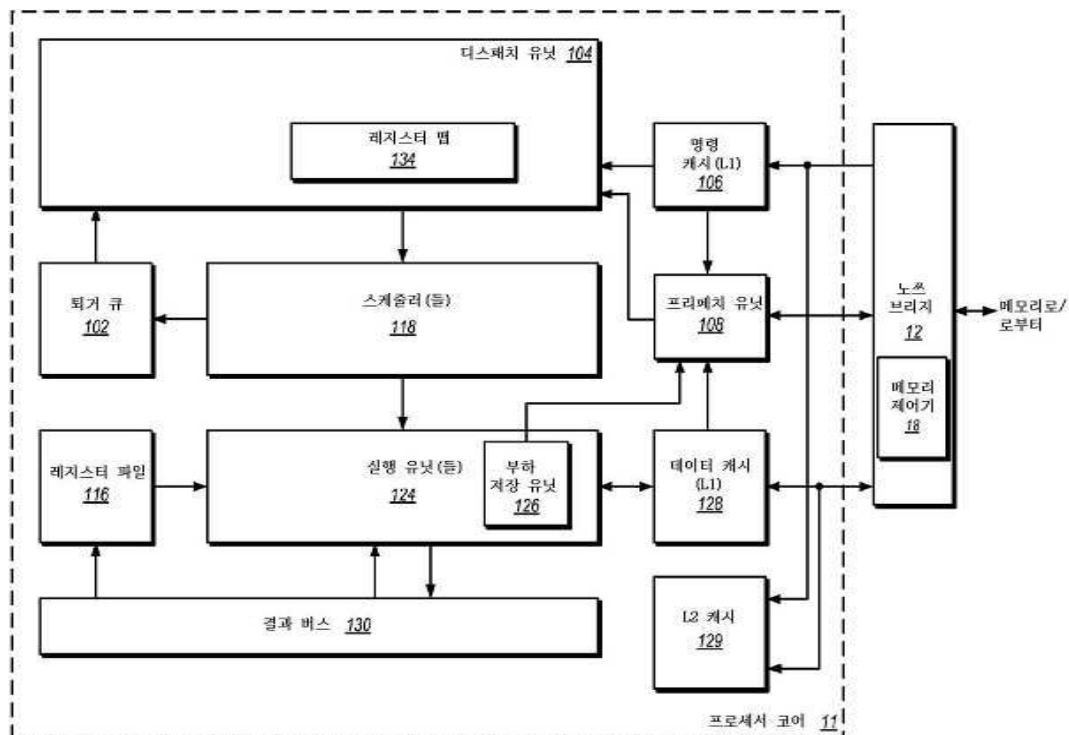 디스패치 유닛 104
레지스터 맵
134
명령
캐시(L1)
106
퇴거 큐
102
스케줄러(들)
118
프리페치 유닛
108
노쓰
브리지
12
메모리로/
로부터
메모리
제어기
18
레지스터 파일
116
실행 유닛(들)
124
부하
저장 유닛
126
데이터 캐시
(L1)
128
결과 버스 130
L2 캐시
129
프로세서 코어 11